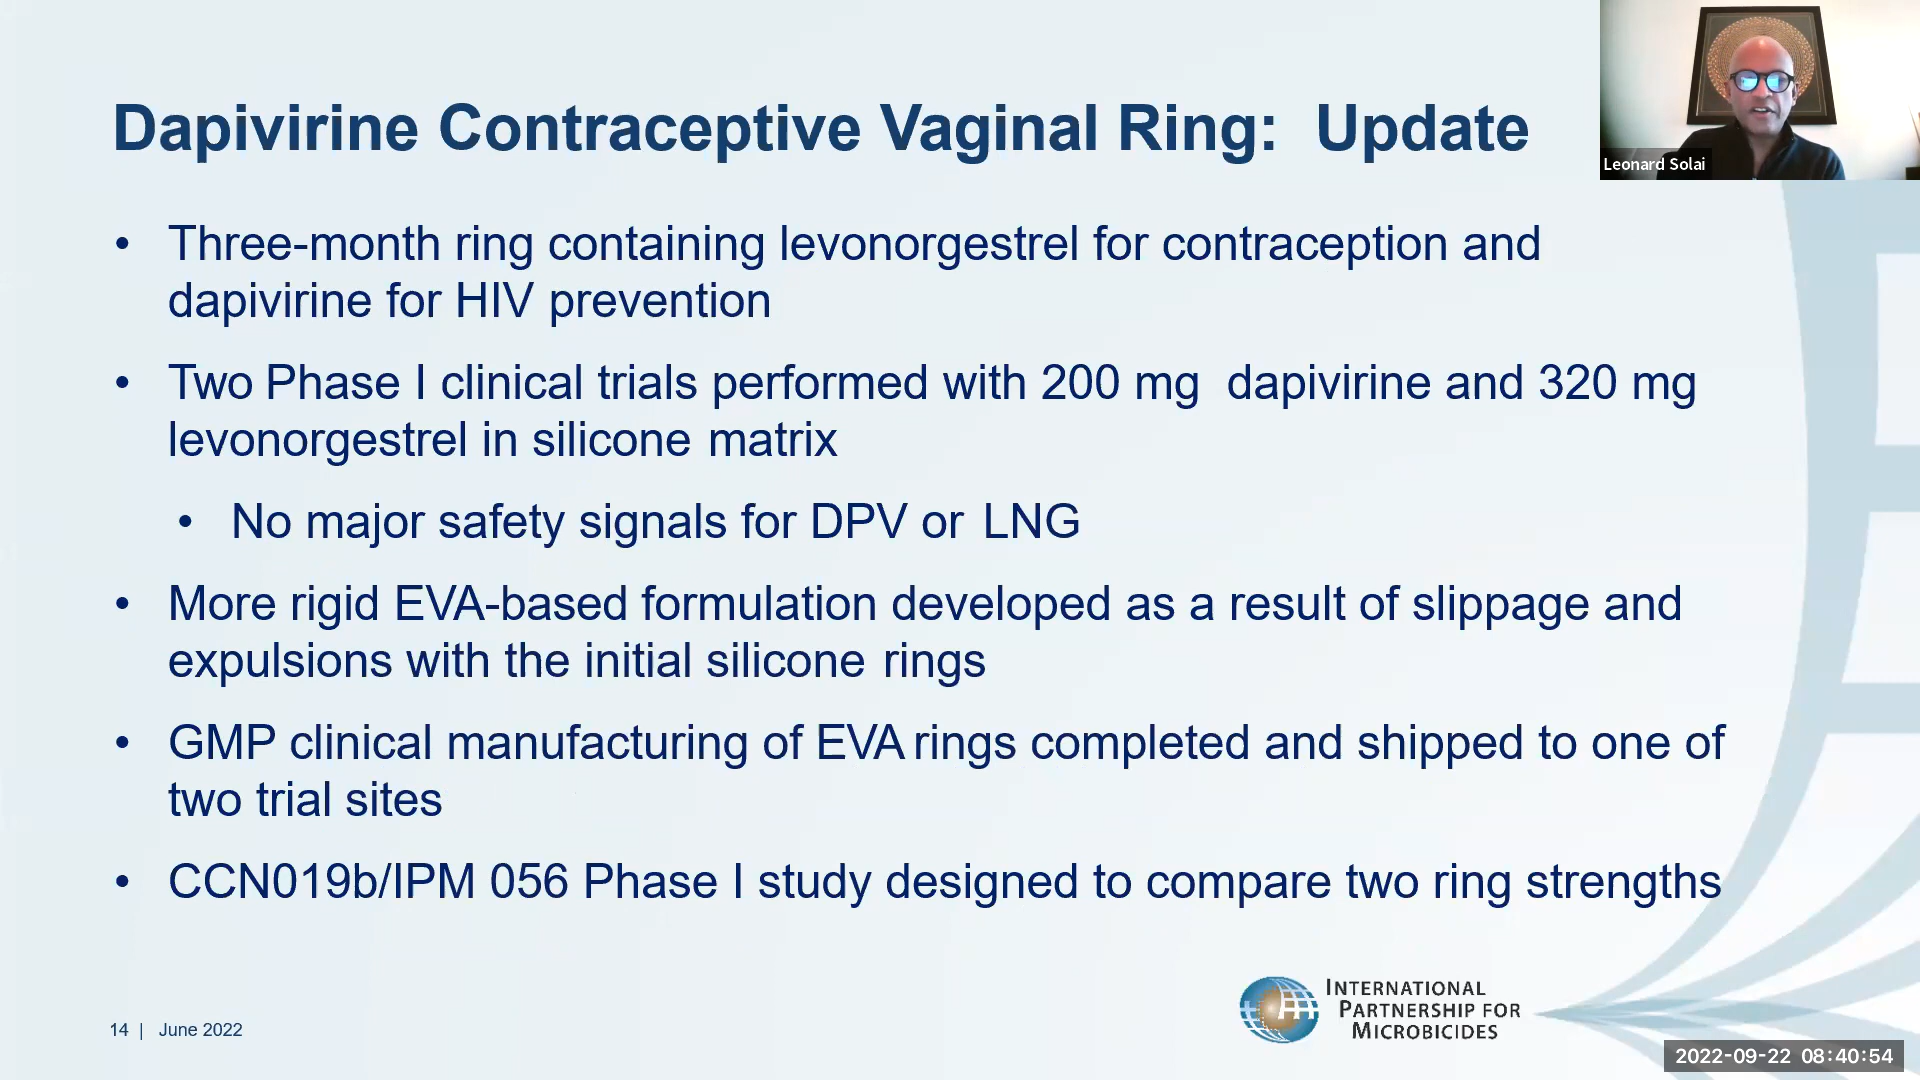 Dapivirine Contraceptive Vaginal Ring: Update
Leonard Solai
• Three-month ring containing levonorgestrel for contraception and
dapivirine for HIV prevention
• Two Phase I clinical trials performed with 200 mg dapivirine and 320 mg
levonorgestrel in silicone matrix
• No major safety signals for DPV or LNG
• More rigid EVA-based formulation developed as a result of slippage and
expulsions with the initial silicone rings
• GMP clinical manufacturing of EVA rings completed and shipped to one of
two trial sites
• CCN019b/IPM 056 Phase I study designed to compare two ring strengths
INTERNATIONAL
PARTNERSHIP FOR
MICROBICIDES
14 | June 2022
2022-09-22 08:40:54